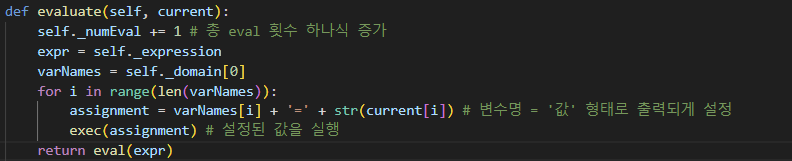 def evaluate(self, current):
    self._numEval += 1 # 총 eval 횟수 하나식 증가
    expr = self._expression
    varNames = self._domain[0]
    for i in range(len(varNames)):
        assignment = varNames[i] + '=' + str(current[i]) # 변수명 = '값' 형태로 출력되게 설정
        exec(assignment) # 설정된 값을 실행
    return eval(expr)